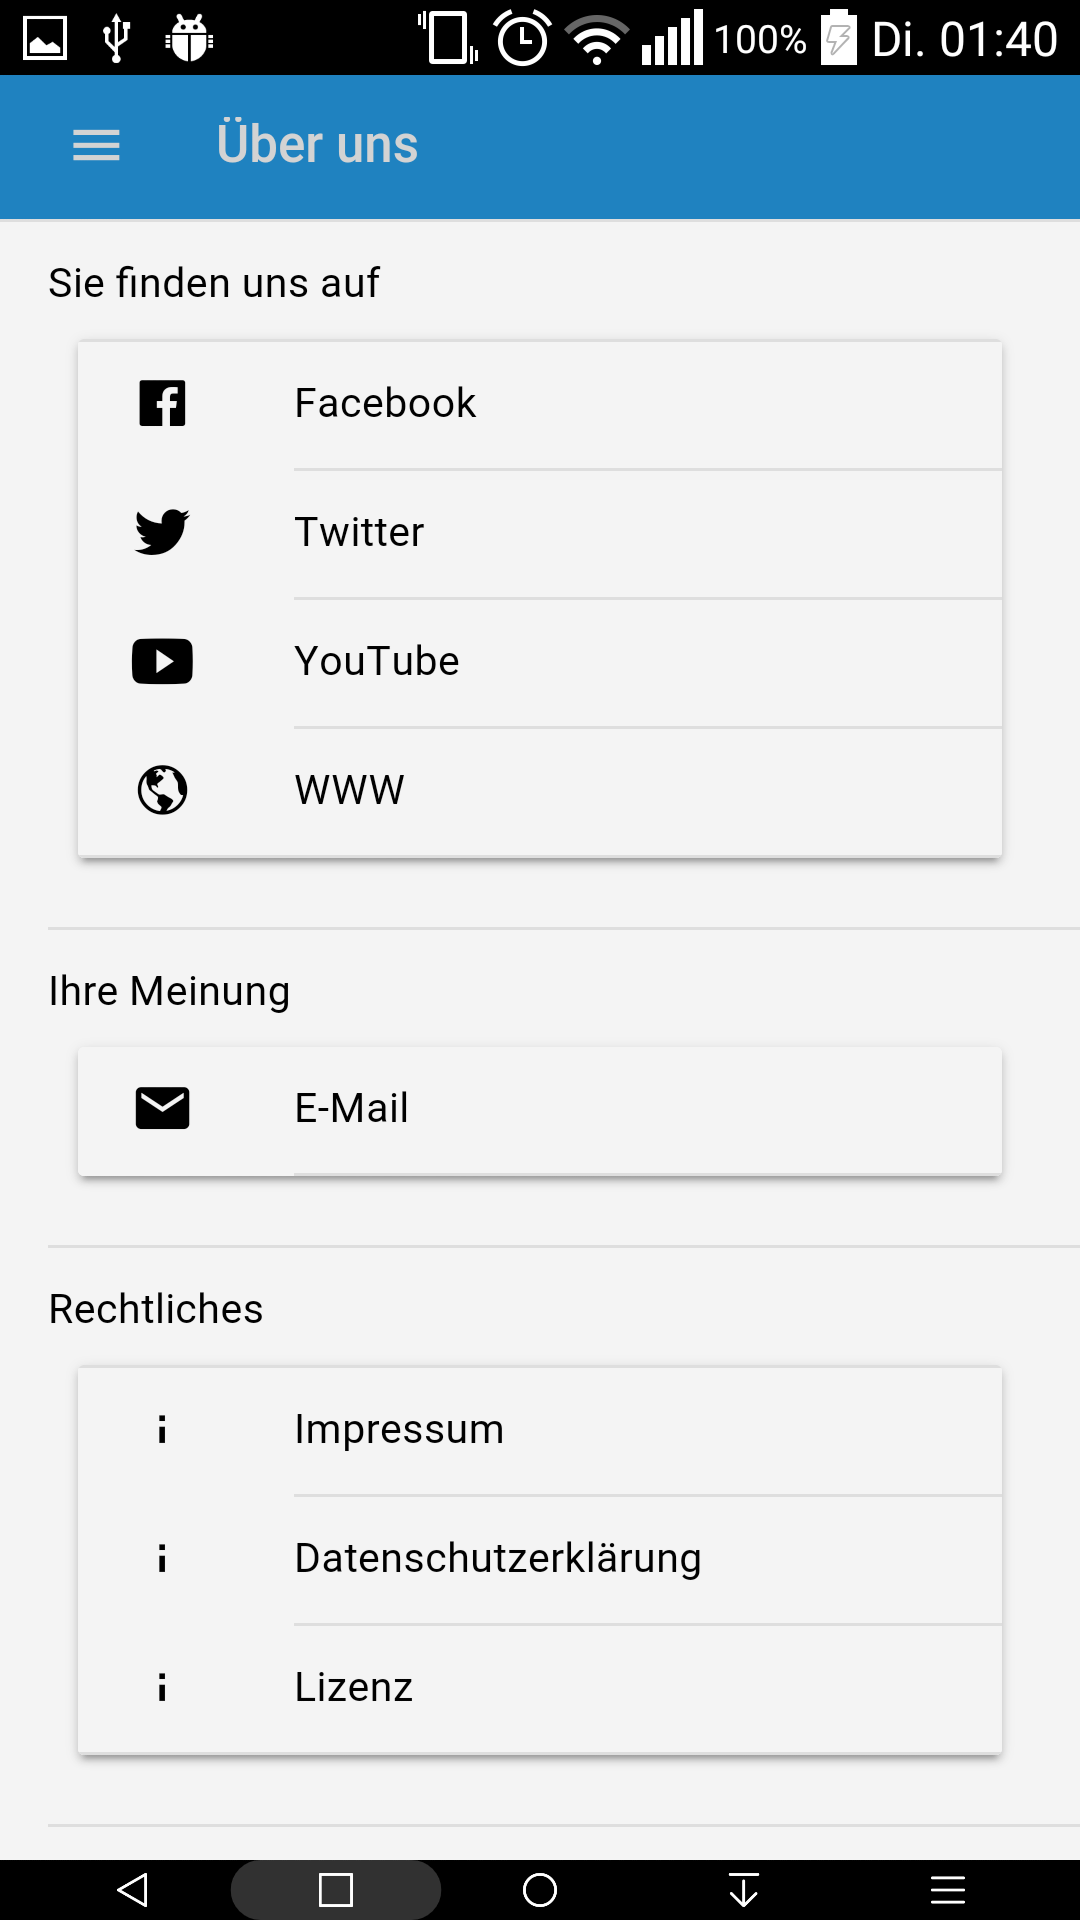 100% Di. 01:40
Über uns
Sie finden uns auf
Facebook
Twitter
YouTube
WWW
Ihre Meinung
E-Mail
Rechtliches
Impressum
Datenschutzerklärung
Lizenz